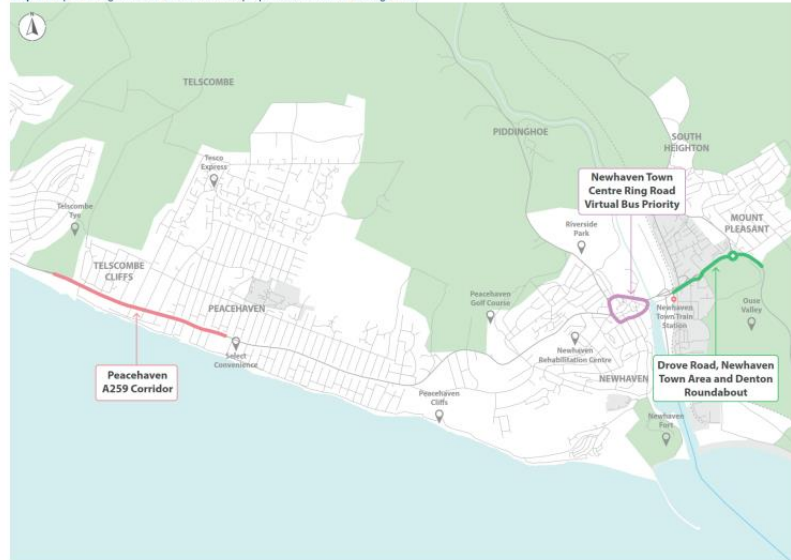 TELSCOMBE
PIDDINGHOE
SOUTH
HEIGHTON
Tesco
Express
Newhaven Town
Centre Ring Road
Virtual Bus Priority
MOUNT
PLEASANT
Telscombe
Tye
Riverside
Park
TELSCOMBE
CLIFFS
Peacehaven
Golf Course
PEACEHAVEN
Newhaven
Town Train
Station
Ouse
Valley
Select
Convenience
Newhaven
Rehabilitation Centre
Peacehaven
A259 Corridor
NEWHAVEN
Drove Road, Newhaven
Town Area and Denton
Roundabout
Peacehaven
Cliffs
Newhaven
Fort